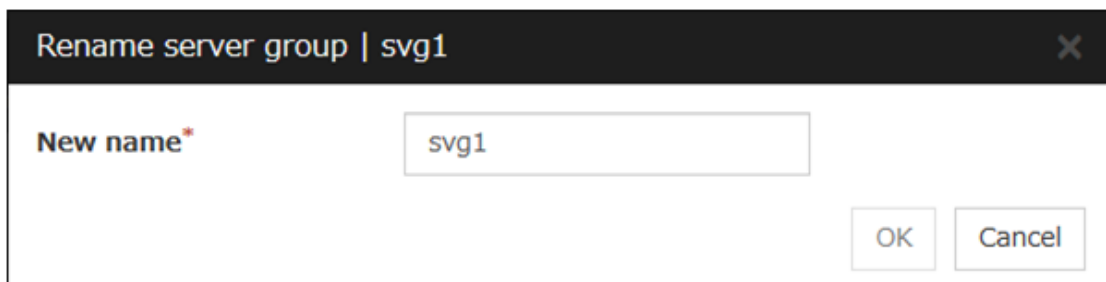 Rename server group | svg1
New name*
svg1
OK
Cancel